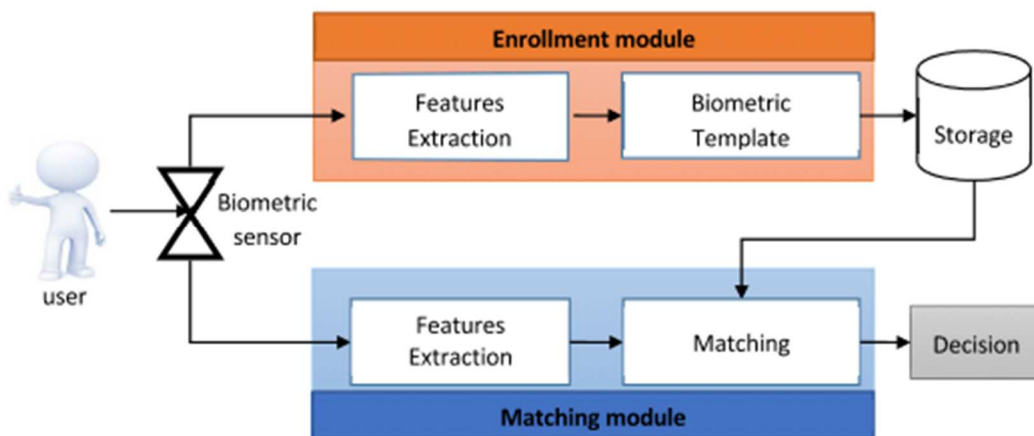 Enrollment module
Features
Extraction
Biometric
Template
Storage
Biometric
sensor
user
Features
Extraction
Matching
Decision
Matching module